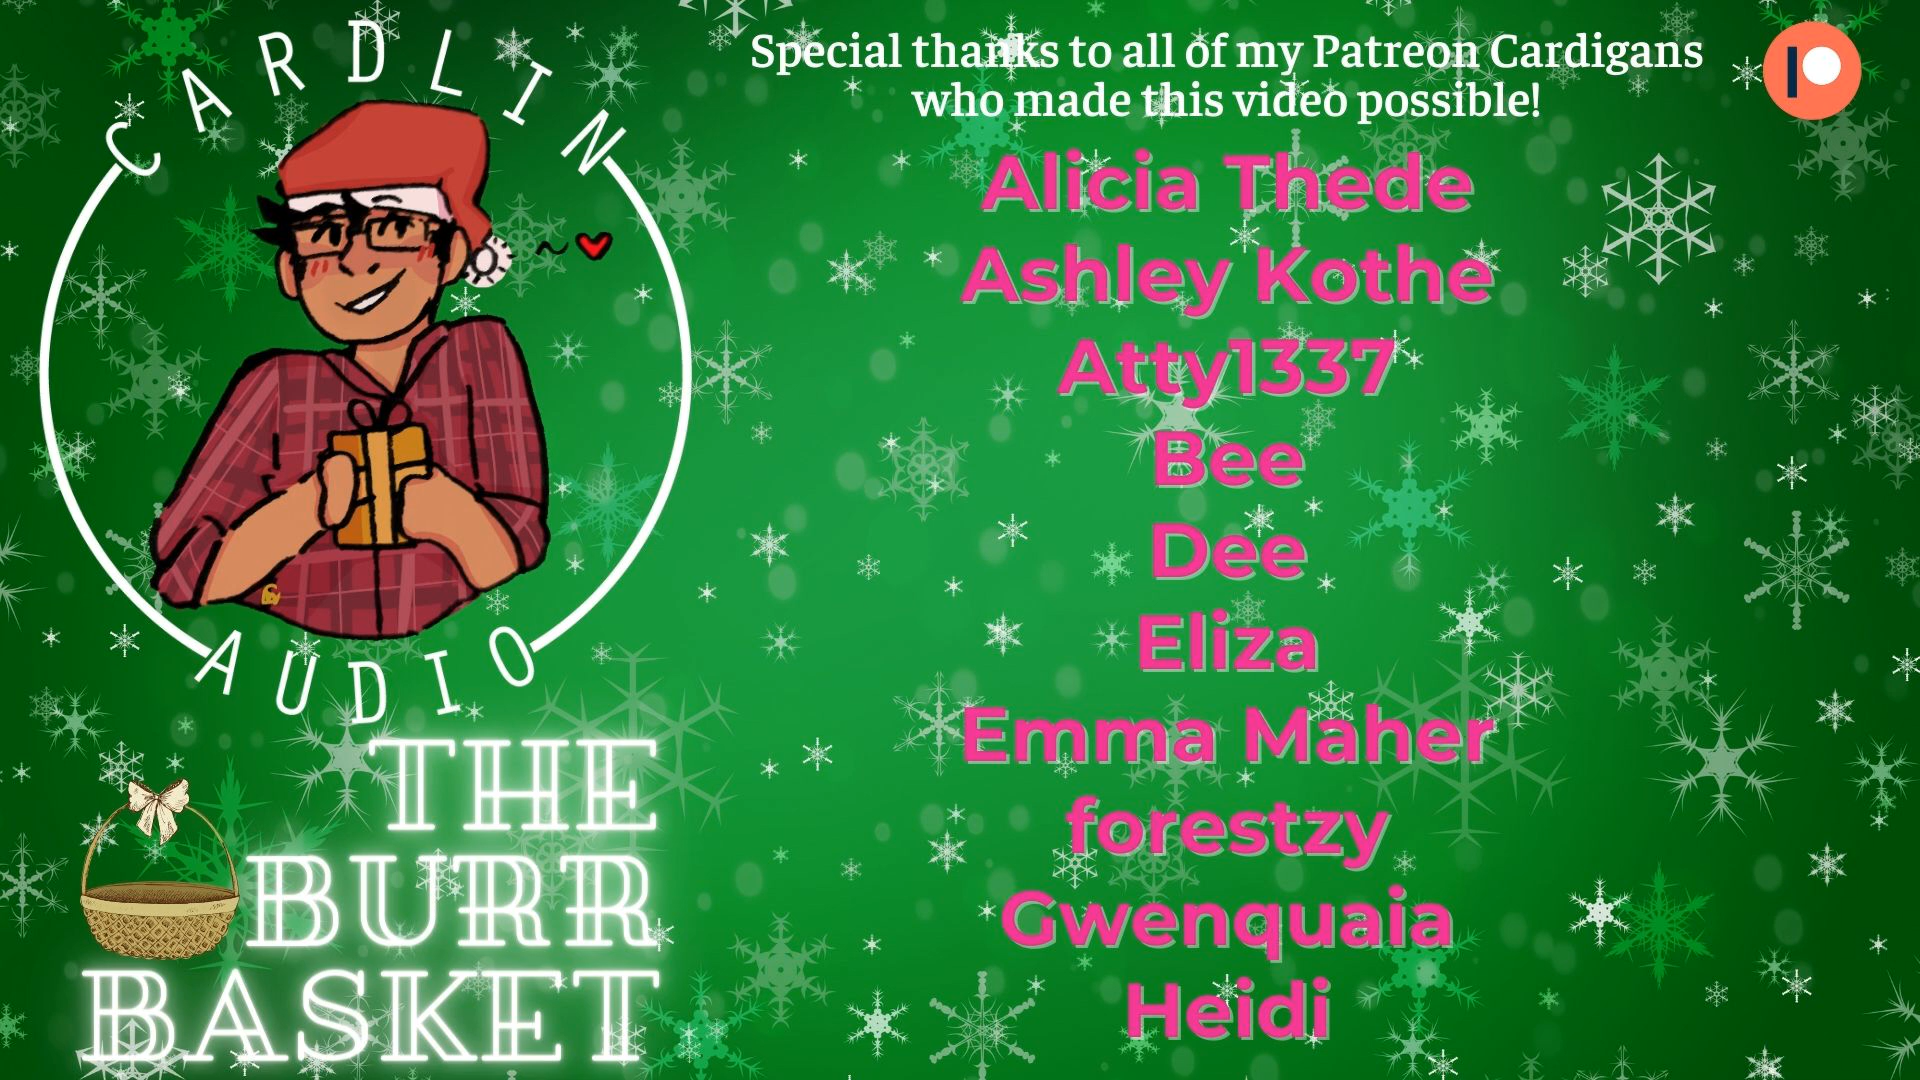 CARDLIN
AUDIO
THE
BURR
BASKET
Special thanks to all of my Patreon Cardigans
who made this video possible!
Alicia Thede
Ashley Kothe
Atty1337
Bee
Dee
Eliza
Emma Maher
forestzy
Gwenquaia
Heidi